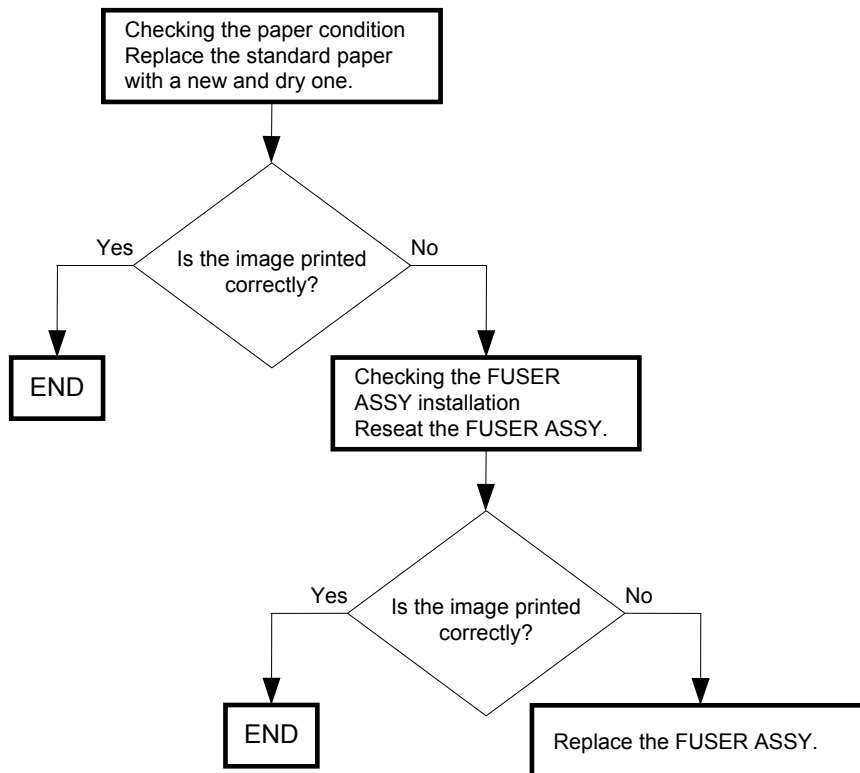 Checking the paper condition
Replace the standard paper
with a new and dry one.
Yes
No
Is the image printed
correctly?
END
Checking the FUSER
ASSY installation
Reseat the FUSER ASSY.
Yes
No
Is the image printed
correctly?
END
Replace the FUSER ASSY.